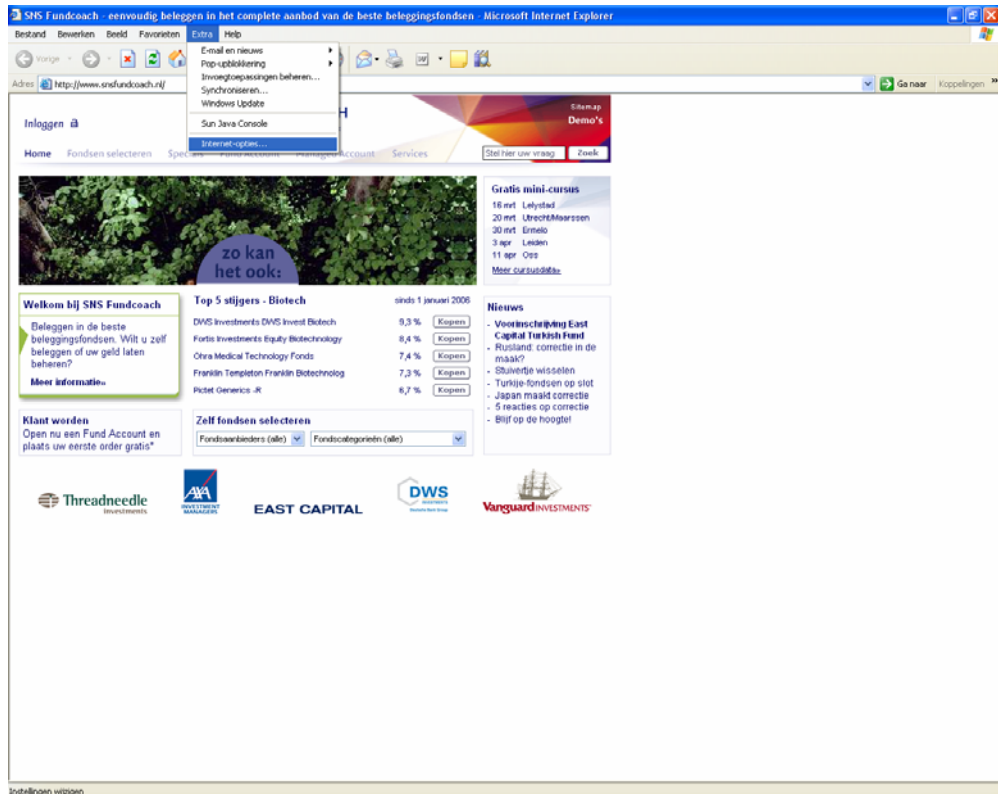 SNS Fundcoach - eenvoudig beleggen in het complete aanbod van de beste beleggingsfondsen - Microsoft Internet Explorer
Bestand Bewerken Beeld Favorieten Extra Help
Vorige
E-mail en nieuws
Pop-upblokkering
Invoegtoepassingen beheren...
Synchroniseren...
Windows Update
Sun Java Console
Internet-opties...
Adres http://www.snsfundcoach.nl/ Ga naar Koppelingen »
Inloggen
H
Sitemap
Demo's
Home Fondsen selecteren Services
Stel hier uw vraag Zoek
zo kan
het ook:
Gratis mini-cursus
16 mrt Lelystad
20 mrt Utrecht/Maarssen
30 mrt Ermelo
3 apr Leiden
11 apr Oss
Meer cursusdata»
Welkom bij SNS Fundcoach
Beleggen in de beste
beleggingsfondsen. Wilt u zelf
beleggen of uw geld laten
beheren?
Meer informatie»
Top 5 stijgers - Biotech sinds 1 januari 2006
DWS Investments DWS Invest Biotech 9,3 % Kopen
Fortis Investments Equity Biotechnology 8,4 % Kopen
Ohra Medical Technology Fonds 7,4 % Kopen
Franklin Templeton Franklin Biotechnolog 7,3 % Kopen
Pictet Generics -R 6,7 % Kopen
Nieuws
- Voorinschrijving East
Capital Turkish Fund
- Rusland: correctie in de
maak?
- Stuivertje wisselen
- Turkije-fondsen op slot
- Japan maakt correctie
- 5 reacties op correctie
- Blijf op de hoogte!
Klant worden
Open nu een Fund Account en
plaats uw eerste order gratis*
Zelf fondsen selecteren
Fondsaanbieders (alle) Fondscategorieën (alle)
Threadneedle
investments
AXA
INVESTMENT
MANAGERS
EAST CAPITAL
DWS
INVESTMENTS
Deutsche Bank Group
Vanguard INVESTMENTS
Instellingen wijzigen